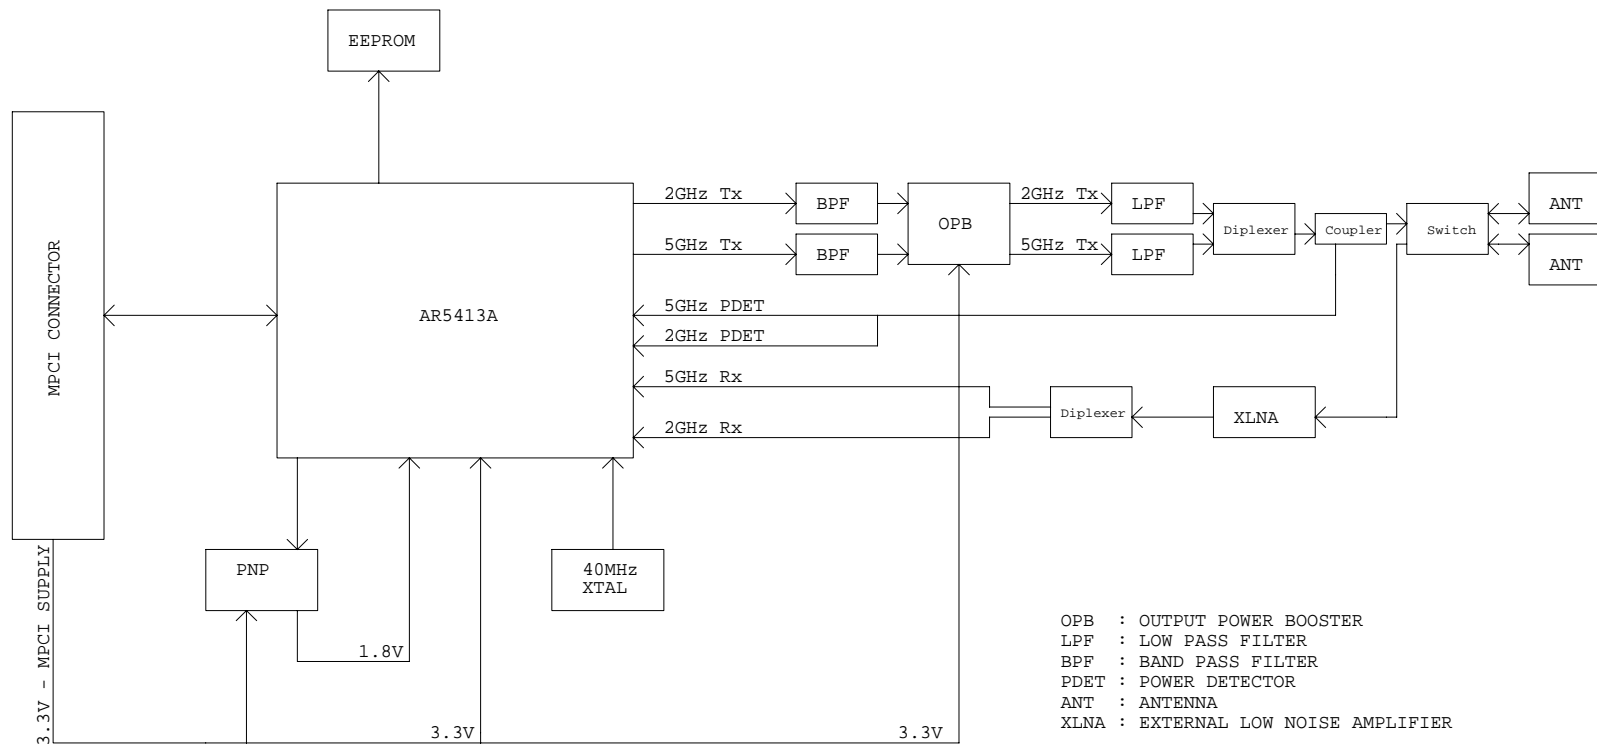 EEPROM
MPCI CONNECTOR
AR5413A
2GHz Tx
BPF
OPB
2GHz Tx
LPF
Diplexer
Coupler
Switch
ANT
5GHz Tx
BPF
5GHz Tx
LPF
ANT
5GHz PDET
2GHz PDET
5GHz Rx
2GHz Rx
Diplexer
XLNA
PNP
40MHz
XTAL
1.8V
3.3V - MPCI SUPPLY
3.3V
3.3V
OPB : OUTPUT POWER BOOSTER
LPF : LOW PASS FILTER
BPF : BAND PASS FILTER
PDET : POWER DETECTOR
ANT : ANTENNA
XLNA : EXTERNAL LOW NOISE AMPLIFIER